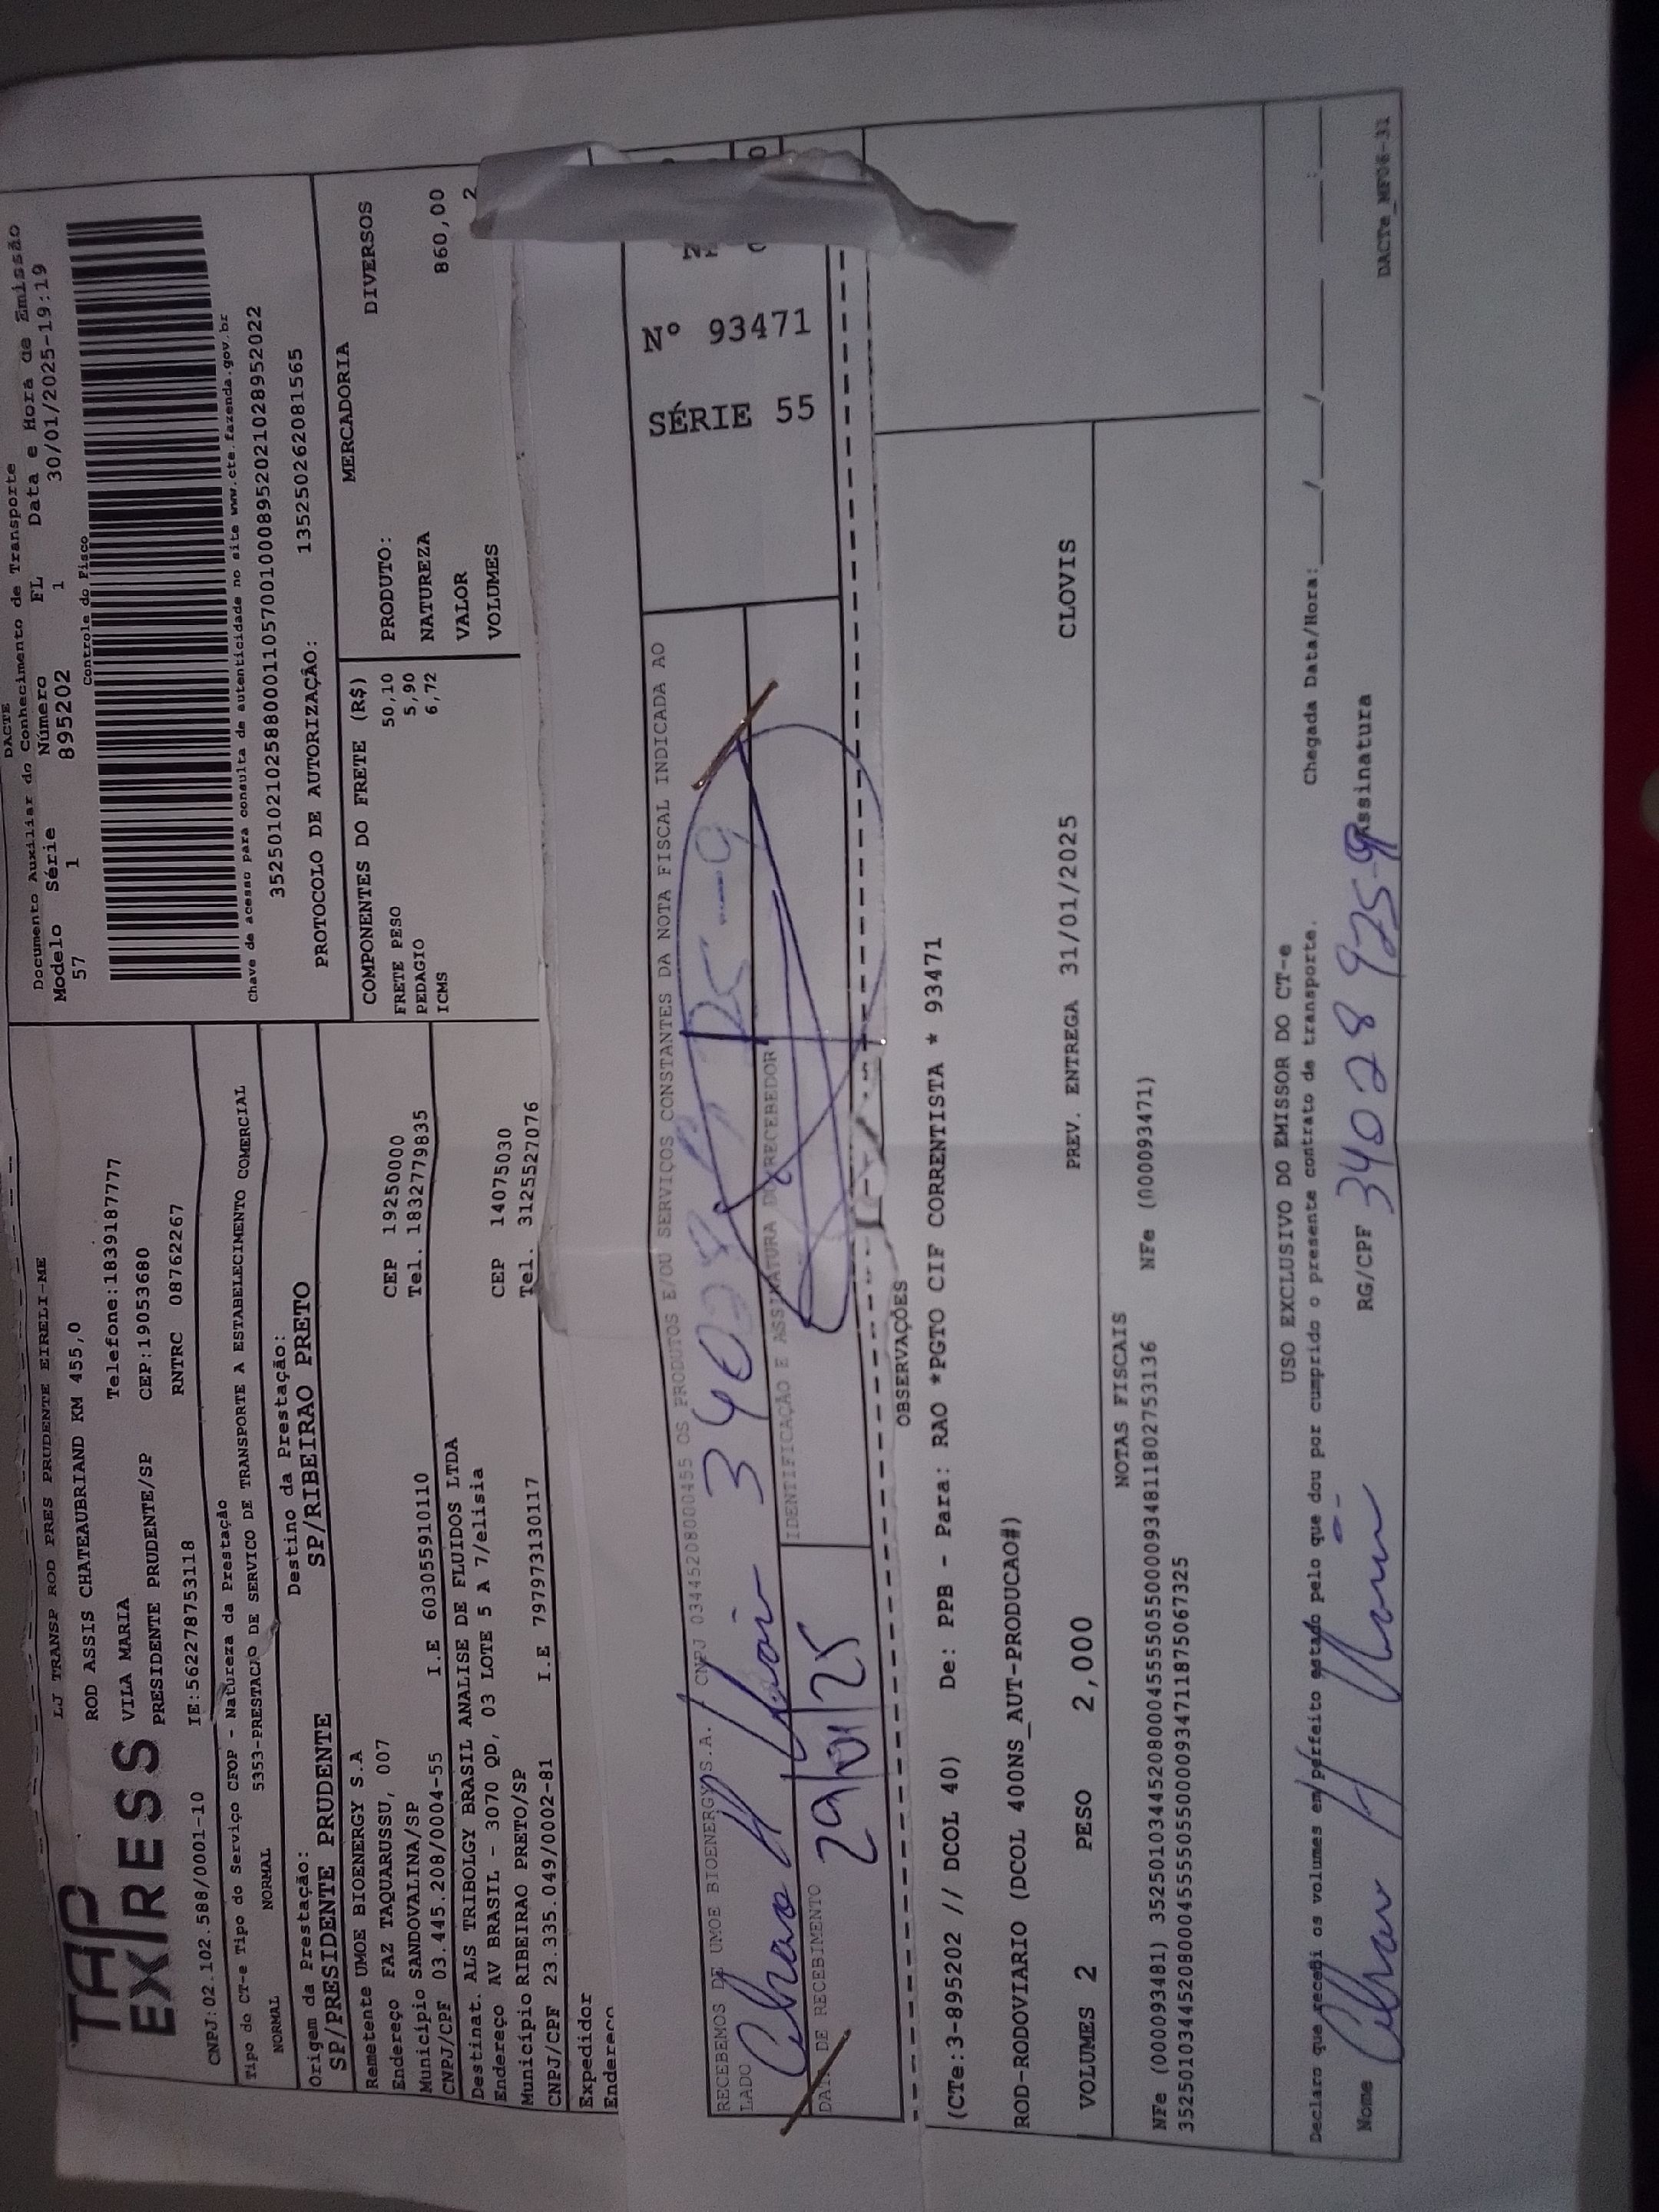 DACTE
Documento Auxiliar do Conhecimento de Transporte
Modelo Série Número FL Data e Hora de Emissão
57 1 895202 1 30/01/2025-19:19
Controle do Fisco
Chave de acesso para consulta de autenticidade no site www.cte.fazenda.gov.br
35250102102588000110570010008952021028952022
PROTOCOLO DE AUTORIZAÇÃO: 135250262081565
TAP EXPRESS
LJ TRANSP ROD PRES PRUDENTE EIRELI-ME
ROD ASSIS CHATEAUBRIAND KM 455,0
VILA MARIA Telefone:1839187777
PRESIDENTE PRUDENTE/SP CEP:19053680
CNPJ:02.102.588/0001-10 IE:562278753118 RNTRC 08762267
Tipo do CT-e Tipo do Serviço CFOP - Natureza da Prestação
NORMAL NORMAL 5353-PRESTACAO DE SERVICO DE TRANSPORTE A ESTABELECIMENTO COMERCIAL
Origem da Prestação: Destino da Prestação:
SP/PRESIDENTE PRUDENTE SP/RIBEIRAO PRETO
Remetente UMOE BIOENERGY S.A
Endereço FAZ TAQUARUSSU, 007 CEP 19250000
Município SANDOVALINA/SP Tel. 1832779835
CNPJ/CPF 03.445.208/0004-55 I.E 603055910110
Destinat. ALS TRIBOLGY BRASIL ANALISE DE FLUIDOS LTDA
Endereço AV BRASIL - 3070 QD, 03 LOTE 5 A 7/elisia CEP 14075030
Município RIBEIRAO PRETO/SP Tel. 3125527076
CNPJ/CPF 23.335.049/0002-81 I.E 797973130117
Expedidor
Endereço
COMPONENTES DO FRETE (R$)
FRETE PESO 50,10
PEDAGIO 5,90
ICMS 6,72
MERCADORIA
PRODUTO: DIVERSOS
NATUREZA
VALOR 860,00
VOLUMES 2
RECEBEMOS DE UMOE BIOENERGY S.A. / CNPJ 03445208000455 OS PRODUTOS E/OU SERVIÇOS CONSTANTES DA NOTA FISCAL INDICADA AO
LADO
DATA DE RECEBIMENTO IDENTIFICAÇÃO E ASSINATURA DO RECEBEDOR
29/01/25
Nº 93471
SÉRIE 55
OBSERVAÇÕES
(CTe:3-895202 // DCOL 40) De: PPB - Para: RAO *PGTO CIF CORRENTISTA * 93471
ROD-RODOVIARIO (DCOL 400NS_AUT-PRODUCAO#)
VOLUMES 2 PESO 2,000 PREV. ENTREGA 31/01/2025 CLOVIS
NOTAS FISCAIS
NFe (000093481) 35250103445208000455550550000934811802753136 NFe (000093471)
35250103445208000455550550000934711875067325
USO EXCLUSIVO DO EMISSOR DO CT-e
Declaro que recebi os volumes em perfeito estado pelo que dou por cumprido o presente contrato de transporte. Chegada Data/Hora:____/____/____ ____:____
Nome RG/CPF 34028925-9 Assinatura
DACTe_MF06-31